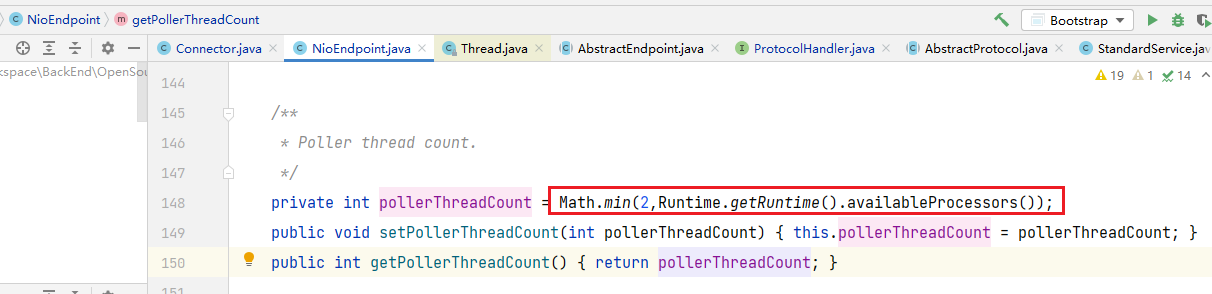 NioEndpoint getPollerThreadCount
Bootstrap
Connector.java NioEndpoint.java Thread.java AbstractEndpoint.java ProtocolHandler.java AbstractProtocol.java StandardService.jav
kspace\BackEnd\OpenSou
19 1 14
144
145 /**
146 * Poller thread count.
147 */
148 private int pollerThreadCount = Math.min(2,Runtime.getRuntime().availableProcessors());
149 public void setPollerThreadCount(int pollerThreadCount) { this.pollerThreadCount = pollerThreadCount; }
150 public int getPollerThreadCount() { return pollerThreadCount; }
151